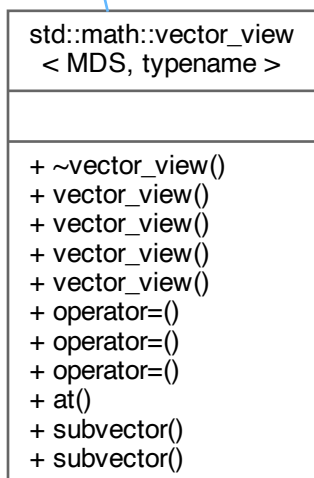 std::math::vector_view
< MDS, typename >
+ ~vector_view()
+ vector_view()
+ vector_view()
+ vector_view()
+ vector_view()
+ operator=()
+ operator=()
+ operator=()
+ at()
+ subvector()
+ subvector()